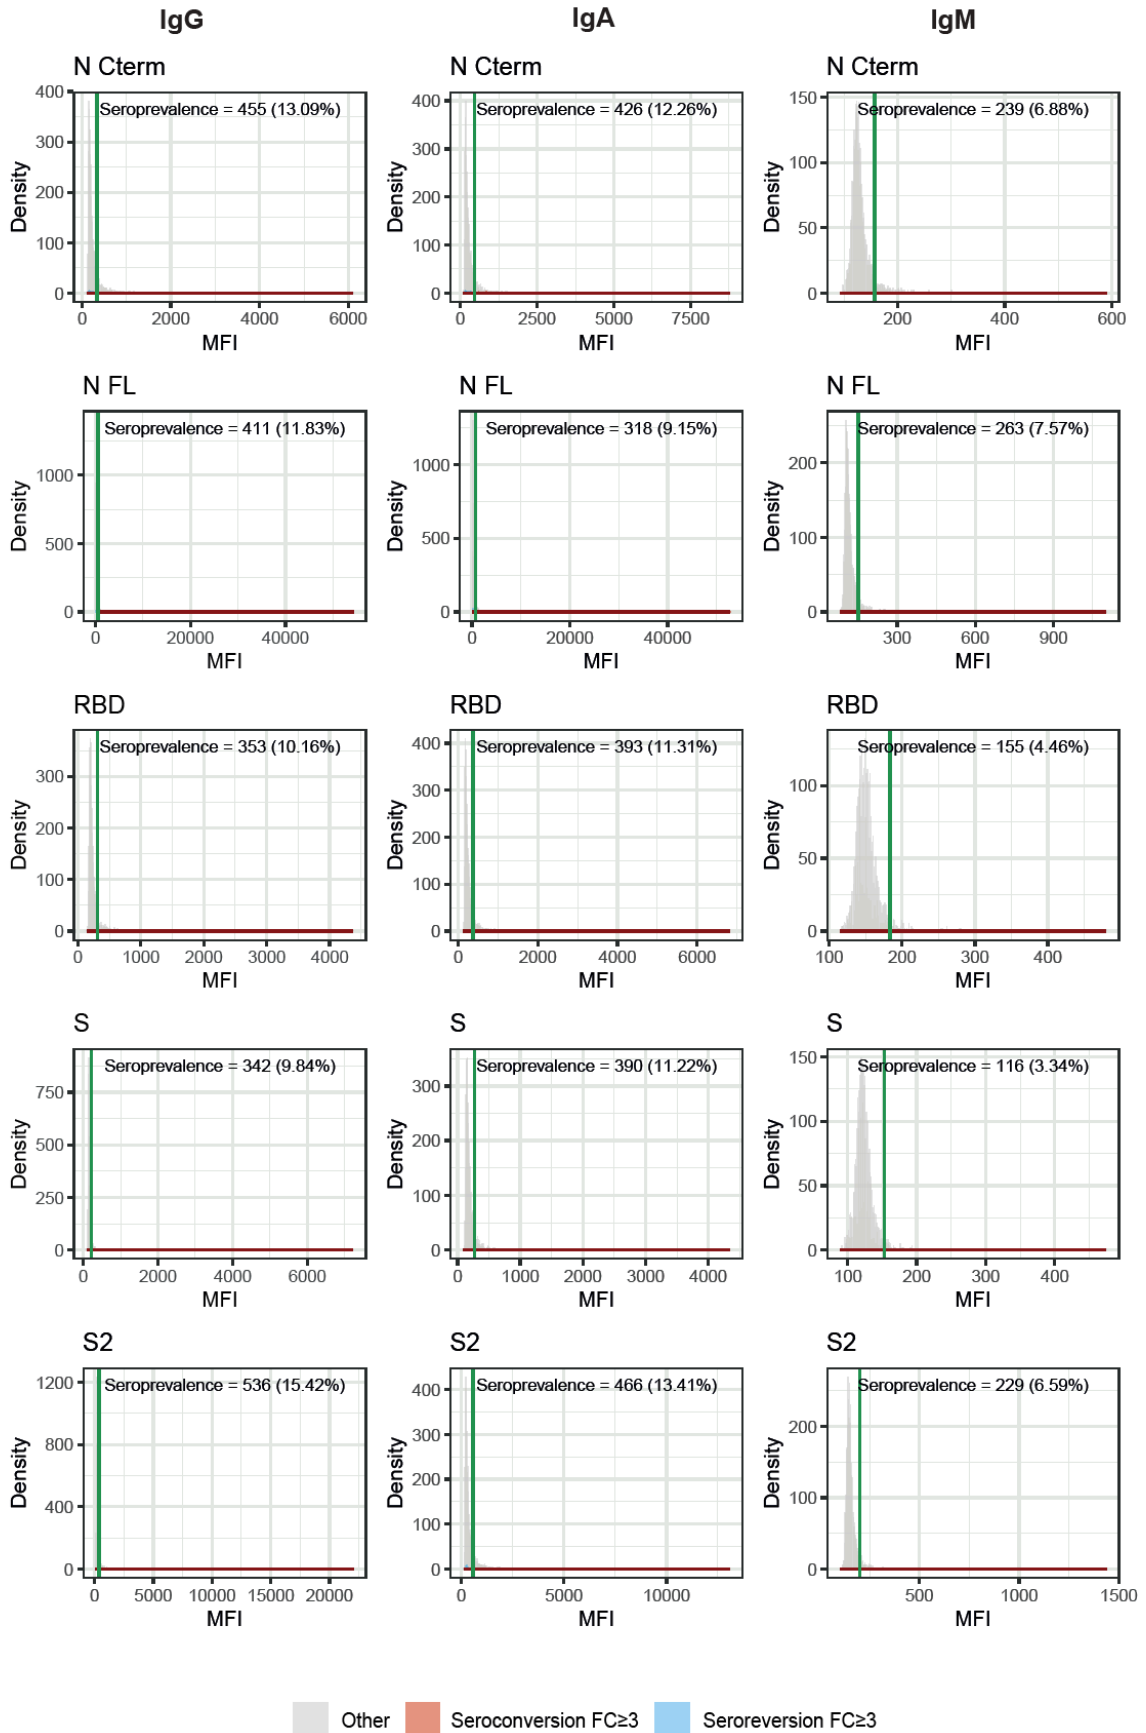 IgG IgA IgM
N Cterm N Cterm N Cterm
Seroprevalence = 455 (13.09%) Seroprevalence = 426 (12.26%) Seroprevalence = 239 (6.88%)
Density 400 300 200 100 0 Density 400 300 200 100 0 Density 150 100 50 0
0 2000 4000 6000 0 2500 5000 7500 200 400 600
MFI MFI MFI
N FL N FL N FL
Seroprevalence = 411 (11.83%) Seroprevalence = 318 (9.15%) Seroprevalence = 263 (7.57%)
Density 1000 500 0 Density 1000 500 0 Density 200 100 0
0 20000 40000 0 20000 40000 300 600 900
MFI MFI MFI
RBD RBD RBD
Seroprevalence = 353 (10.16%) Seroprevalence = 393 (11.31%) Seroprevalence = 155 (4.46%)
Density 300 200 100 0 Density 400 300 200 100 0 Density 100 50 0
0 1000 2000 3000 4000 0 2000 4000 6000 100 200 300 400
MFI MFI MFI
S S S
Seroprevalence = 342 (9.84%) Seroprevalence = 390 (11.22%) Seroprevalence = 116 (3.34%)
Density 750 500 250 0 Density 300 200 100 0 Density 150 100 50 0
0 2000 4000 6000 0 1000 2000 3000 4000 100 200 300 400
MFI MFI MFI
S2 S2 S2
Seroprevalence = 536 (15.42%) Seroprevalence = 466 (13.41%) Seroprevalence = 229 (6.59%)
Density 1200 800 400 0 Density 400 300 200 100 0 Density 200 100 0
0 5000 10000 15000 20000 0 5000 10000 500 1000 1500
MFI MFI MFI
Other Seroconversion FC≥3 Seroreversion FC≥3